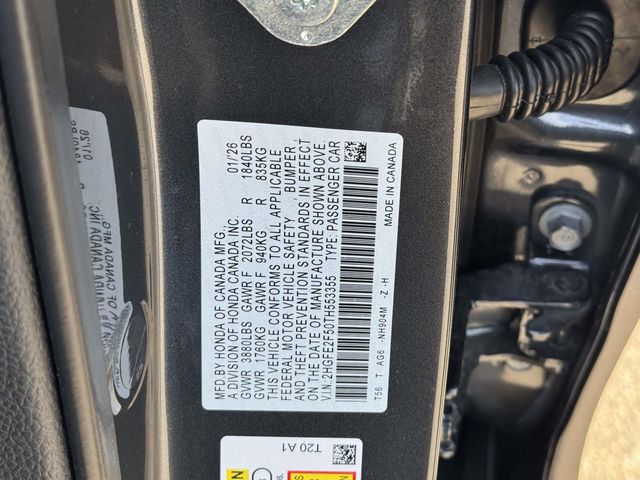 MFD BY HONDA OF CANADA MFG. 01/26
A DIVISION OF HONDA CANADA INC.
GVWR 3880LBS GAWR F 2072LBS R 1840LBS
GVWR 1760KG GAWR F 940KG R 835KG
THIS VEHICLE CONFORMS TO ALL APPLICABLE
FEDERAL MOTOR VEHICLE SAFETY BUMPER,
AND THEFT PREVENTION STANDARDS IN EFFECT
ON THE DATE OF MANUFACTURE SHOWN ABOVE.
V.I.N.: 2HGFE2F50TH553355 TYPE: PASSENGER CAR
T56 T AG6 -NH904M -Z -H
MADE IN CANADA
T20 A1